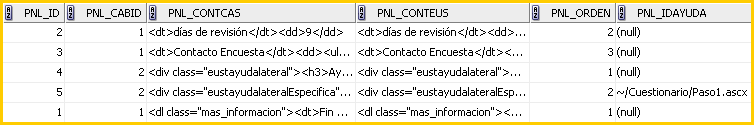 PNL_ID PNL_CABID PNL_CONTCAS PNL_CONTEUS PNL_ORDEN PNL_IDAYUDA
2 1 <dt>días de revisión</dt><dd>9</dd> <dt>días de revisión</dt><dd>... 2 (null)
3 1 <dt>Contacto Encuesta</dt><dd><ul... <dt>Contacto Encuesta</dt><... 3 (null)
4 2 <div class="eustayudalateral"><h3>Ay... <div class="eustayudalateral"... 1 (null)
5 2 <div class="eustayudalateralEspecifica"... <div class="eustayudalateralEsp... 2 ~/Cuestionario/Paso1.ascx
1 1 <dl class="mas_informacion"><dt>Fin ... <dl class="mas_informacion"><... 1 (null)